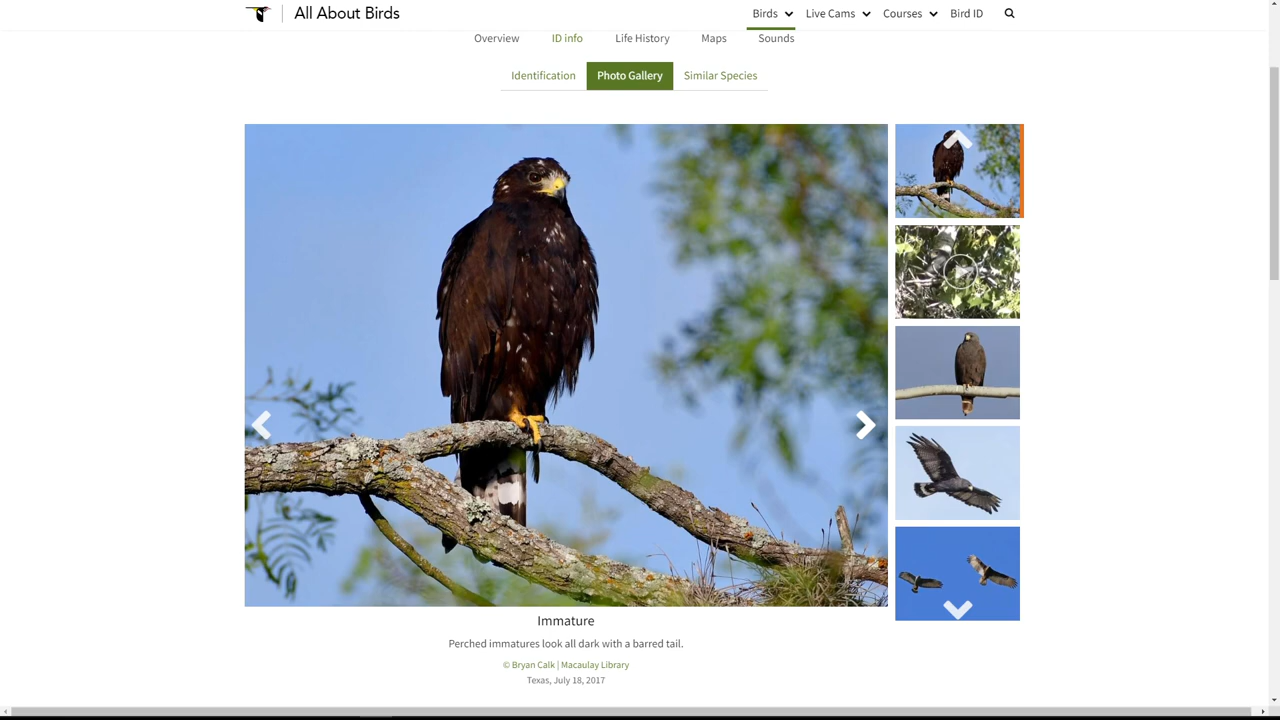 All About Birds
Birds Live Cams Courses Bird ID
Overview ID info Life History Maps Sounds
Identification Photo Gallery Similar Species
Immature
Perched immatures look all dark with a barred tail.
© Bryan Calk | Macaulay Library
Texas, July 18, 2017